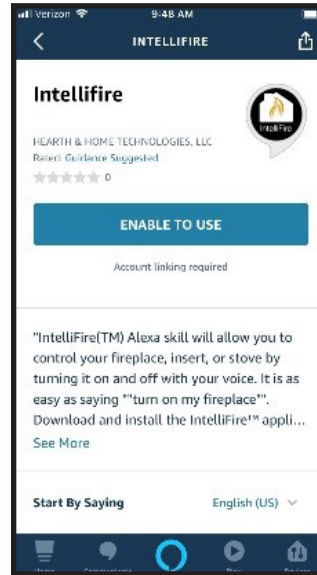 Verizon 9:48 AM
INTELLIFIRE
Intellifire
IntelliFire
HEARTH & HOME TECHNOLOGIES, LLC
Rated: Guidance Suggested
0
ENABLE TO USE
Account linking required
"IntelliFire(TM) Alexa skill will allow you to
control your fireplace, insert, or stove by
turning it on and off with your voice. It is as
easy as saying ""turn on my fireplace"".
Download and install the IntelliFire™ appli...
See More
Start By Saying English (US)